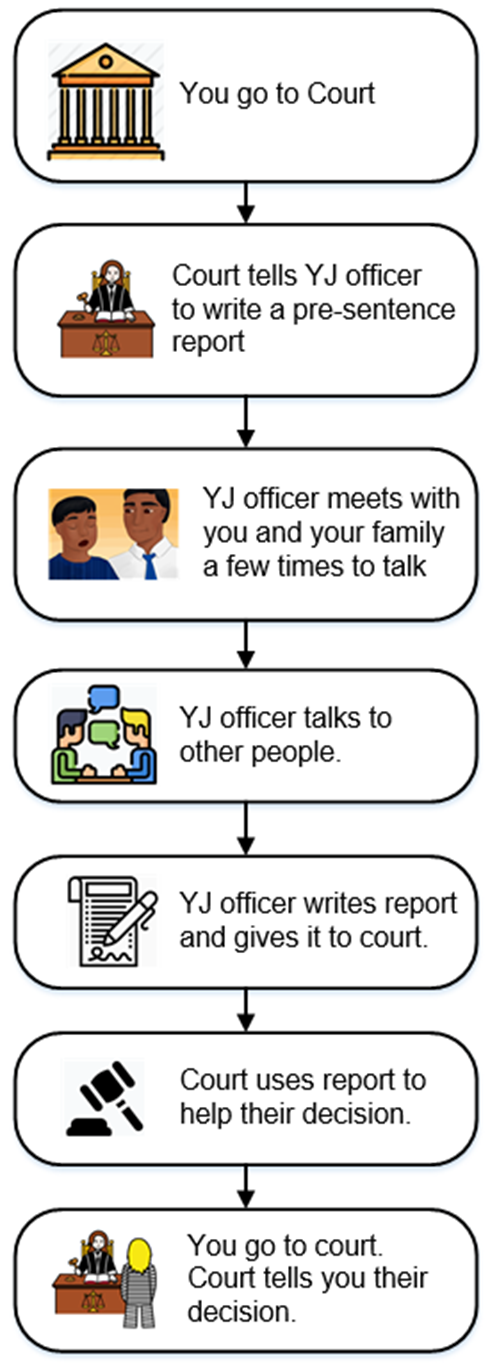 You go to Court
Court tells YJ officer
to write a pre-sentence
report
YJ officer meets with
you and your family
a few times to talk
YJ officer talks to
other people.
YJ officer writes report
and gives it to court.
Court uses report to
help their decision.
You go to court.
Court tells you their
decision.